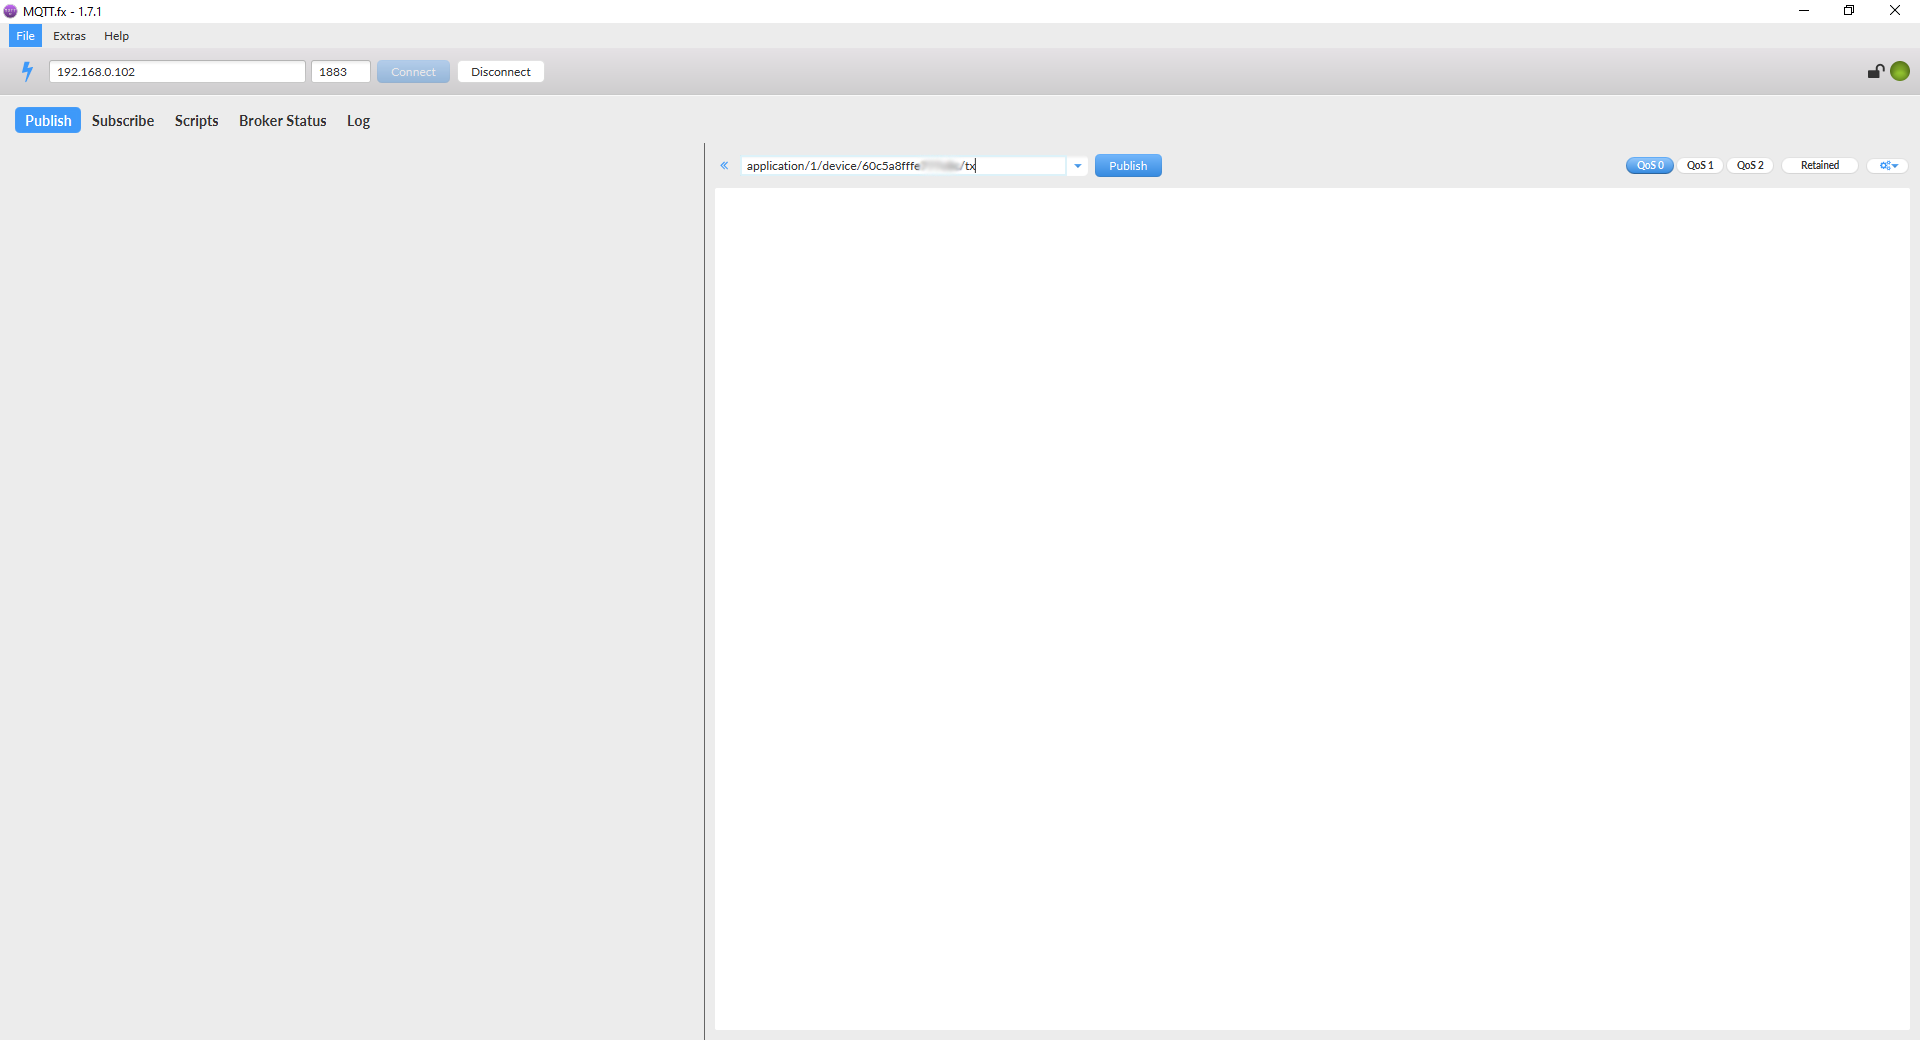 MQTT.fx - 1.7.1
File Extras Help
192.168.0.102 1883 Connect Disconnect
Publish Subscribe Scripts Broker Status Log
application/1/device/60c5a8fffe /tx Publish QoS 0 QoS 1 QoS 2 Retained